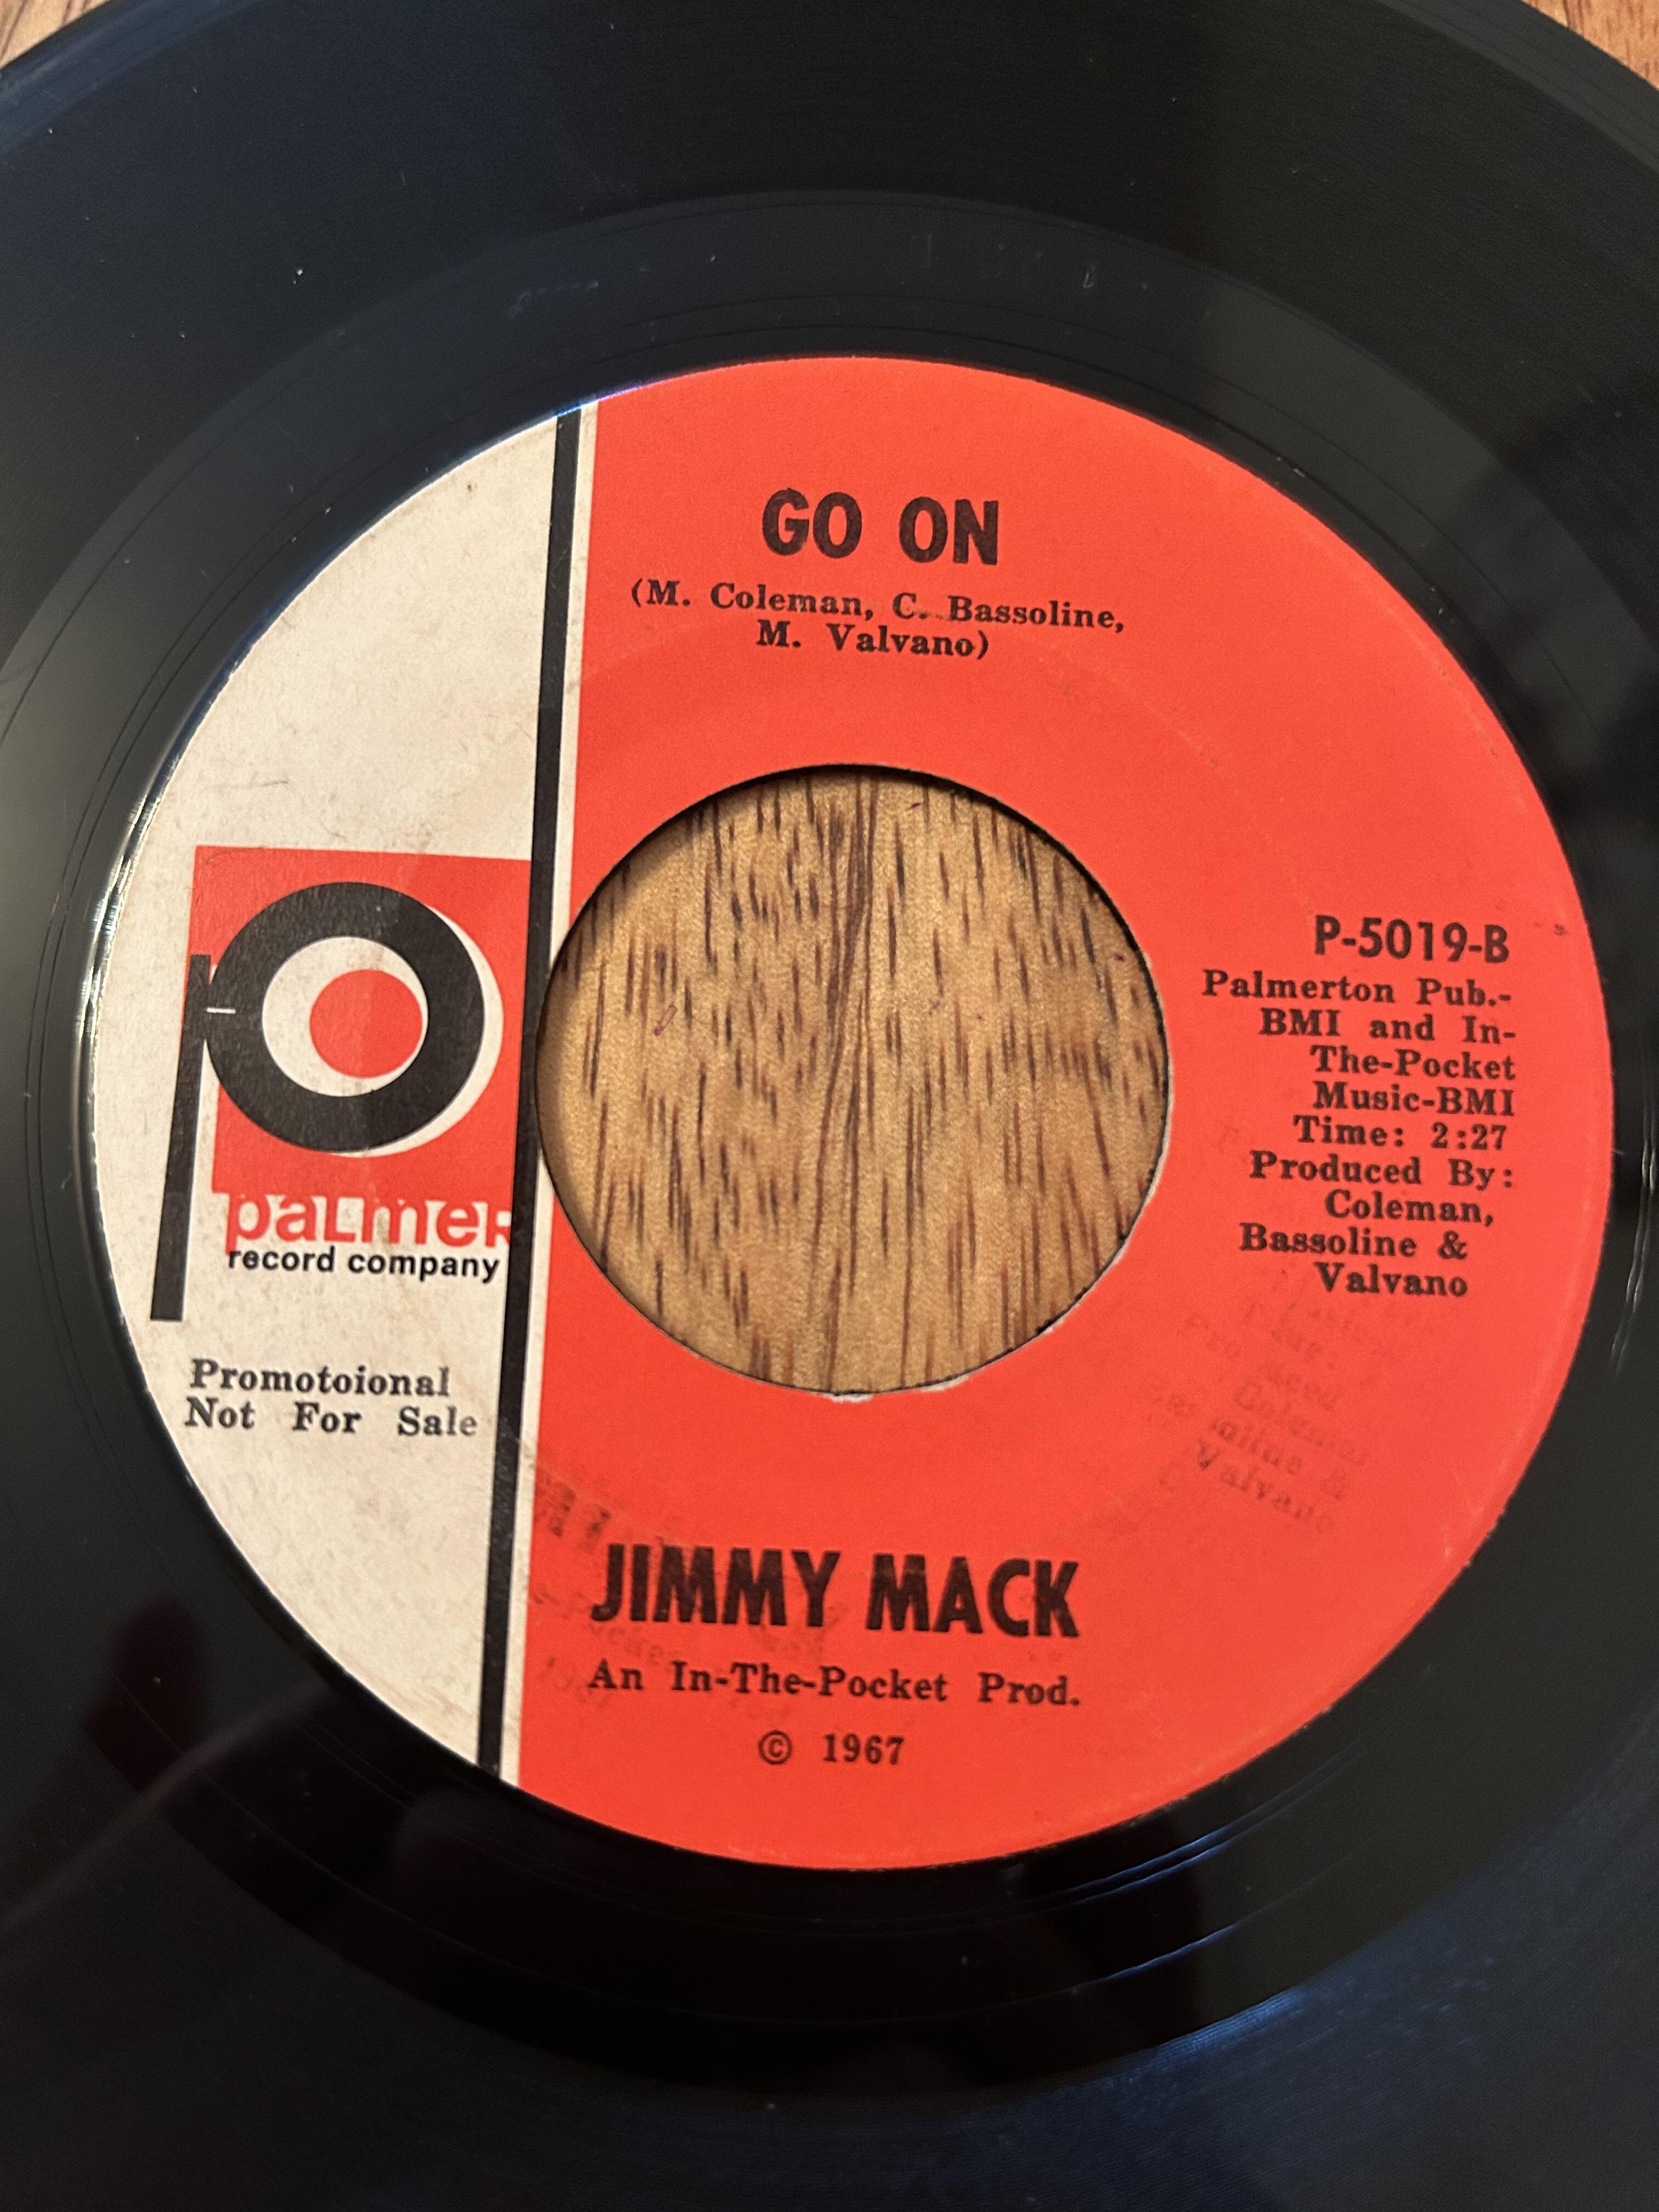 GO ON
(M. Coleman, C. Bassoline,
M. Valvano)
P-5019-B
Palmerton Pub.-
BMI and In-
The-Pocket
Music-BMI
Time: 2:27
Produced By:
Coleman,
Bassoline &
Valvano
palmer
record company
Promotoional
Not For Sale
JIMMY MACK
An In-The-Pocket Prod.
© 1967
Valvano